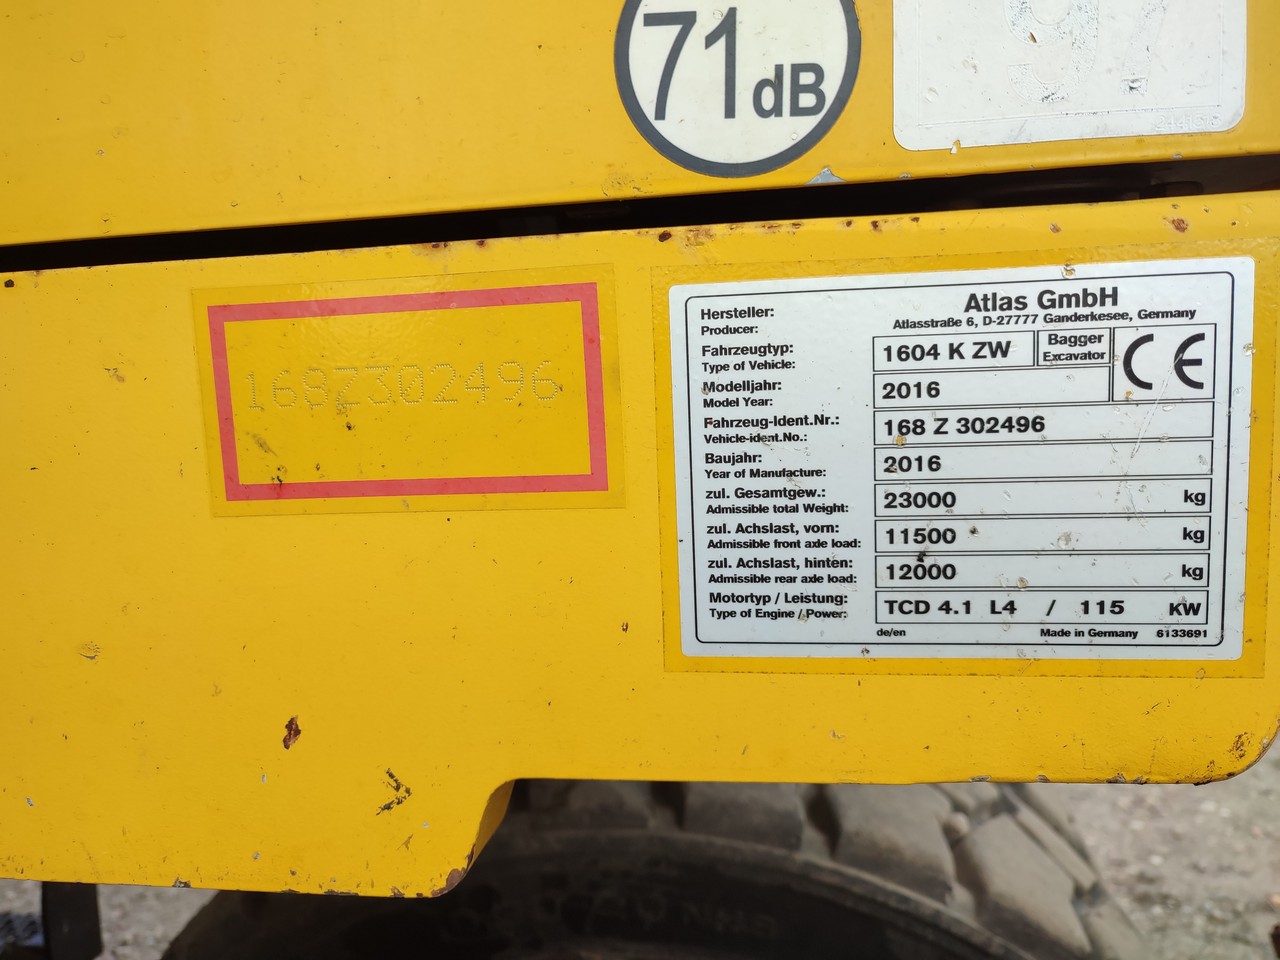 71dB
97
168Z302496
Atlas GmbH
Atlasstraße 6, D-27777 Ganderkesee, Germany
Hersteller:
Producer:
Fahrzeugtyp:
Type of Vehicle:
1604 K ZW
Bagger
Excavator
CE
Modelljahr:
Model Year:
2016
Fahrzeug-Ident.Nr.:
Vehicle-ident.No.:
168 Z 302496
Baujahr:
Year of Manufacture:
2016
zul. Gesamtgew.:
Admissible total Weight:
23000 kg
zul. Achslast, vorn:
Admissible front axle load:
11500 kg
zul. Achslast, hinten:
Admissible rear axle load:
12000 kg
Motortyp / Leistung:
Type of Engine / Power:
TCD 4.1 L4 / 115 KW
de/en
Made in Germany 6133691